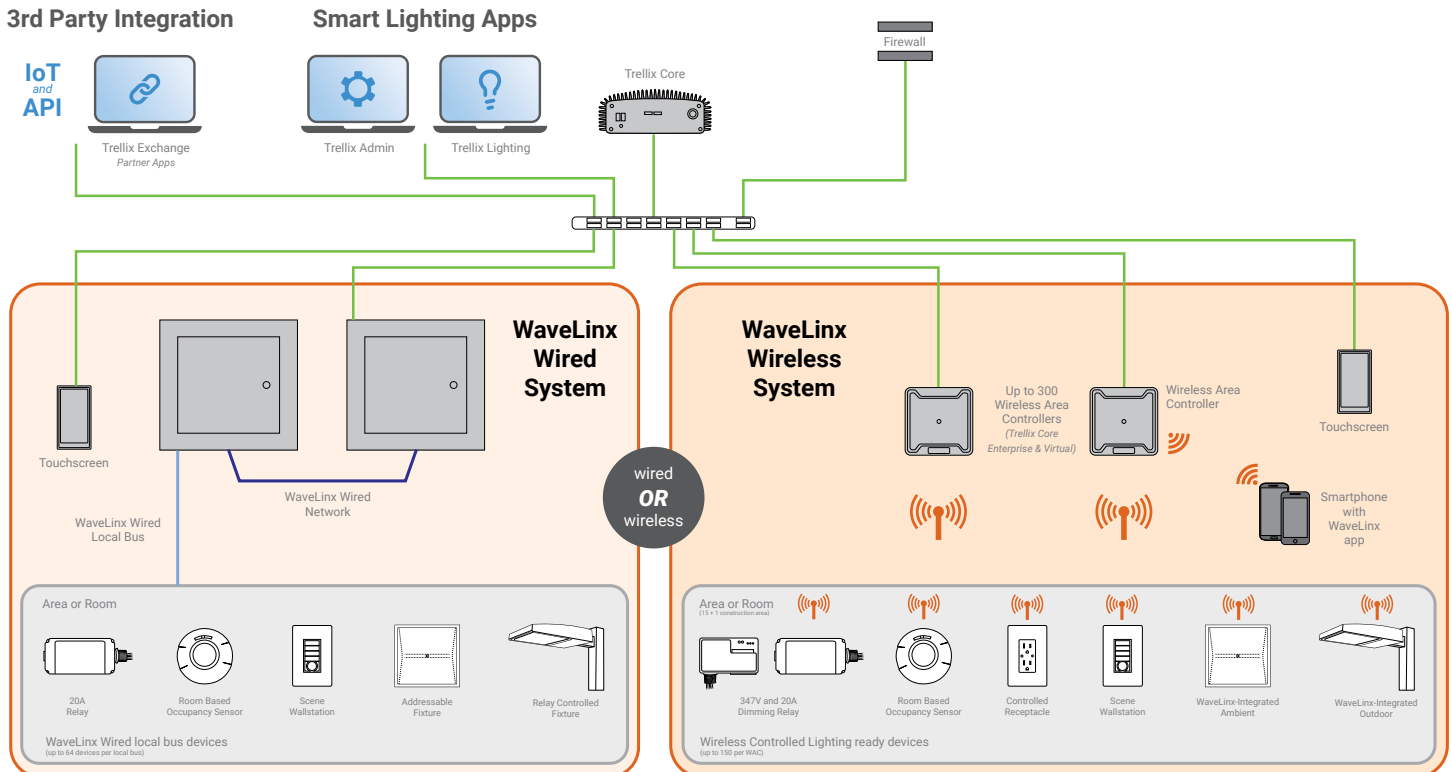 3rd Party Integration
Smart Lighting Apps
Firewall
IoT
and
API
Trellix Core
Trellix Exchange
Partner Apps
Trellix Admin
Trellix Lighting
WaveLinx
Wired
System
Touchscreen
WaveLinx Wired
Network
WaveLinx Wired
Local Bus
wired
OR
wireless
WaveLinx
Wireless
System
Up to 300
Wireless Area
Controllers
(Trellix Core
Enterprise & Virtual)
Wireless Area
Controller
Touchscreen
Smartphone
with
WaveLinx
app
Area or Room
20A
Relay
Room Based
Occupancy Sensor
Scene
Wallstation
Addressable
Fixture
Relay Controlled
Fixture
WaveLinx Wired local bus devices
(up to 64 devices per local bus)
Area or Room
(15 + 1 construction area)
347V and 20A
Dimming Relay
Room Based
Occupancy Sensor
Controlled
Receptacle
Scene
Wallstation
WaveLinx-Integrated
Ambient
WaveLinx-Integrated
Outdoor
Wireless Controlled Lighting ready devices
(up to 150 per WAC)